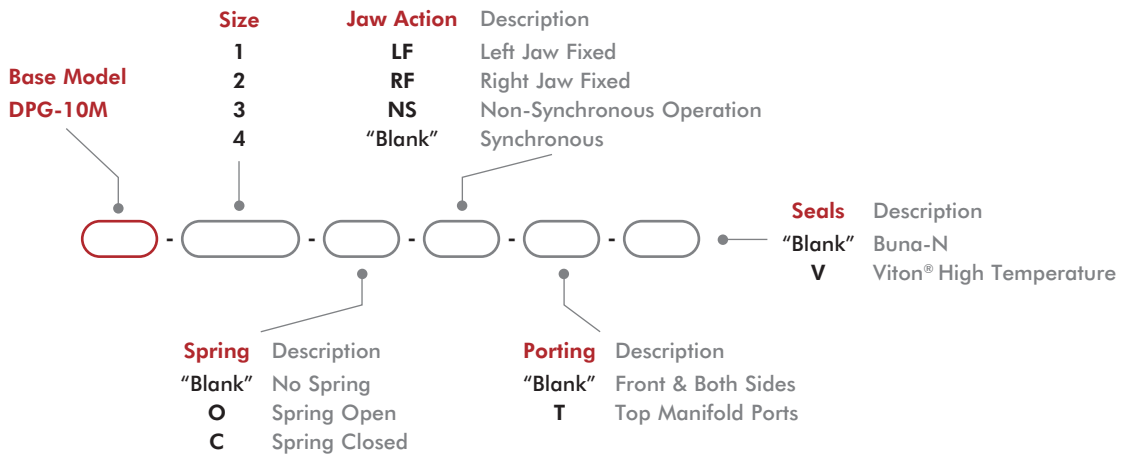 Size Jaw Action Description
1 LF Left Jaw Fixed
Base Model 2 RF Right Jaw Fixed
DPG-10M 3 NS Non-Synchronous Operation
4 “Blank” Synchronous
- - - - -
Seals Description
“Blank” Buna-N
V Viton® High Temperature
Spring Description Porting Description
“Blank” No Spring “Blank” Front & Both Sides
O Spring Open T Top Manifold Ports
C Spring Closed